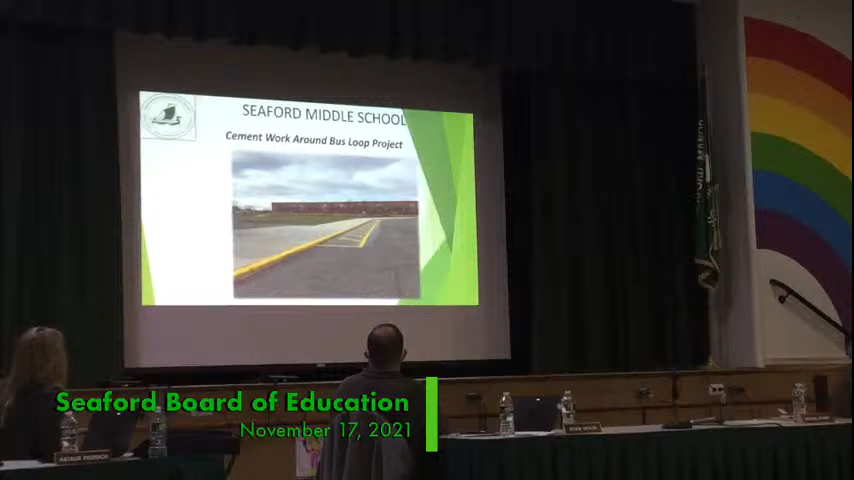 SEAFORD MIDDLE SCHOOL
Cement Work Around Bus Loop Project
Seaford Board of Education
November 17, 2021